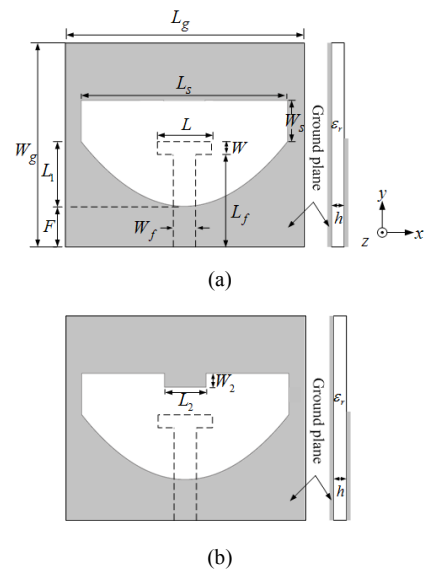 L_g
L_s
W_s
L
W
W_g
L_1
F
W_f
L_f
Ground plane
ε_r
h
y
x
z
(a)
W_2
L_2
Ground plane
ε_r
h
(b)